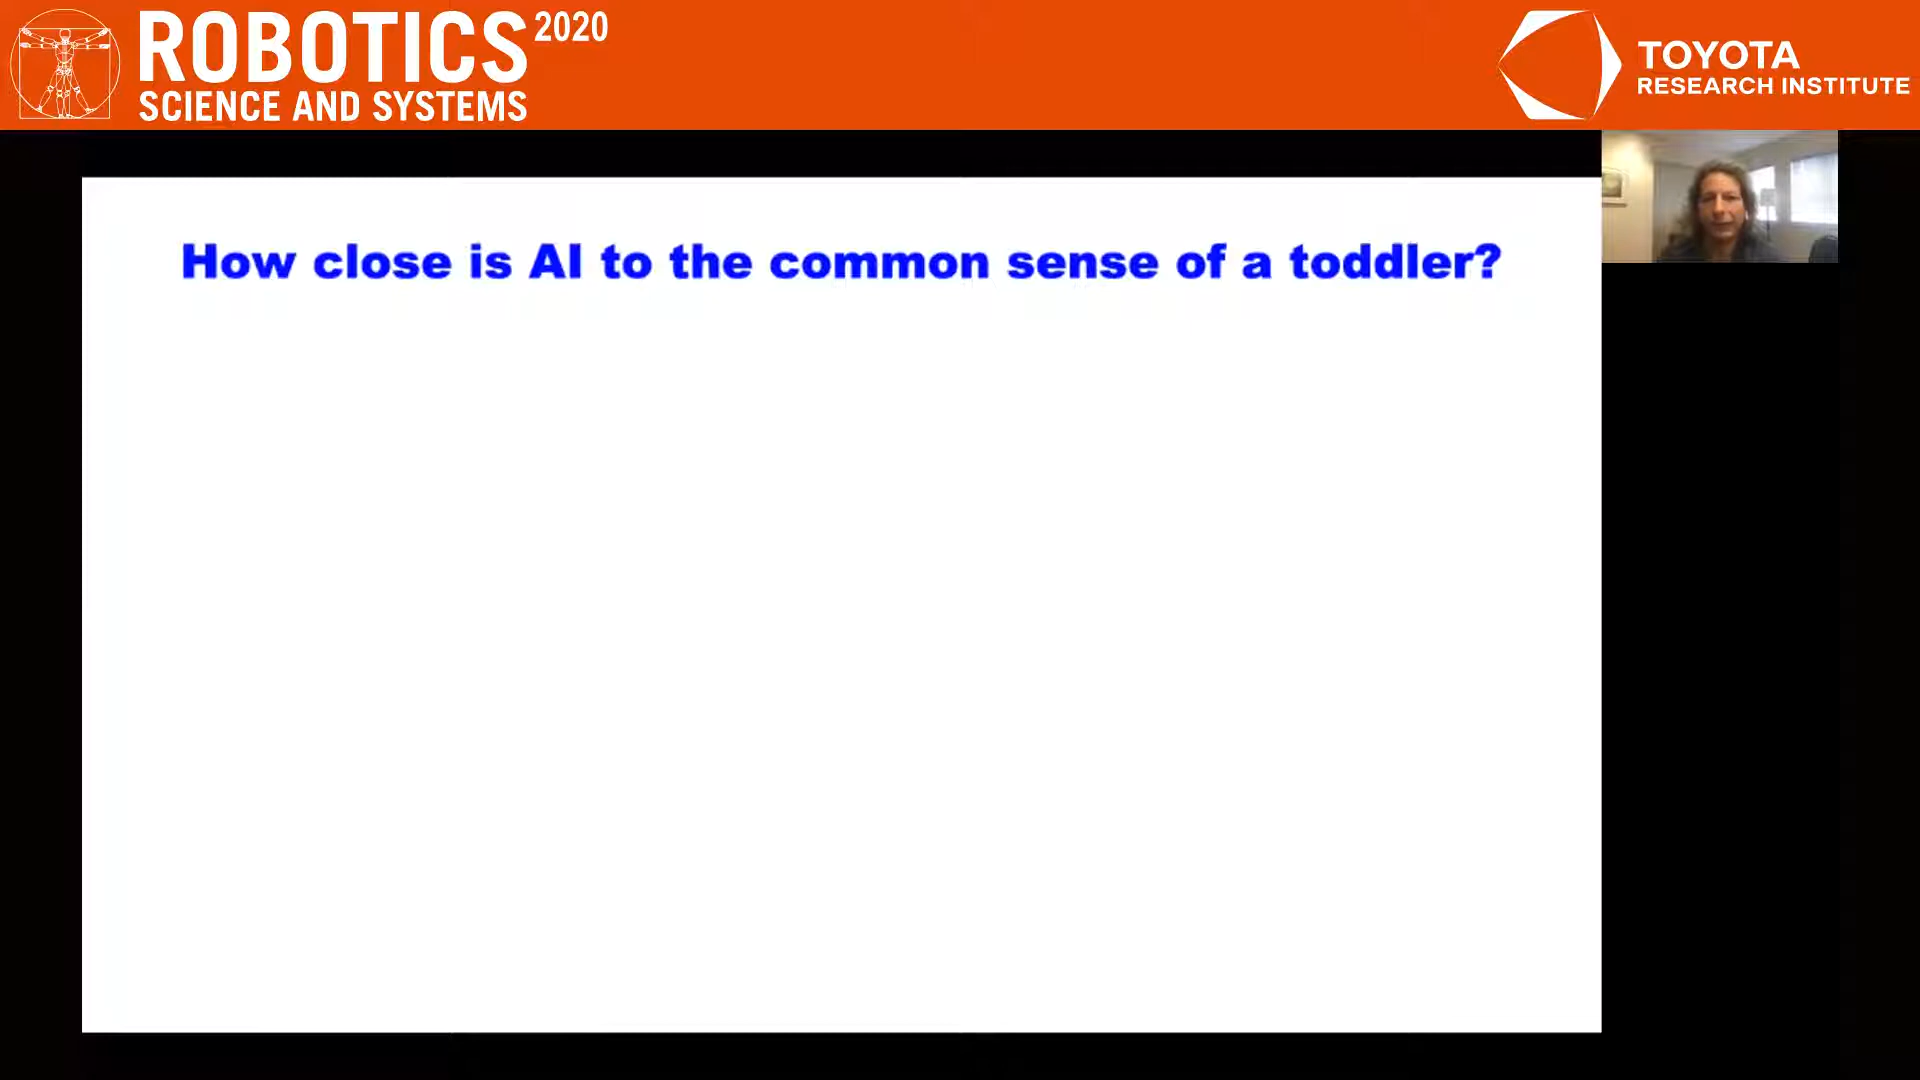 ROBOTICS 2020
SCIENCE AND SYSTEMS
TOYOTA
RESEARCH INSTITUTE
How close is AI to the common sense of a toddler?